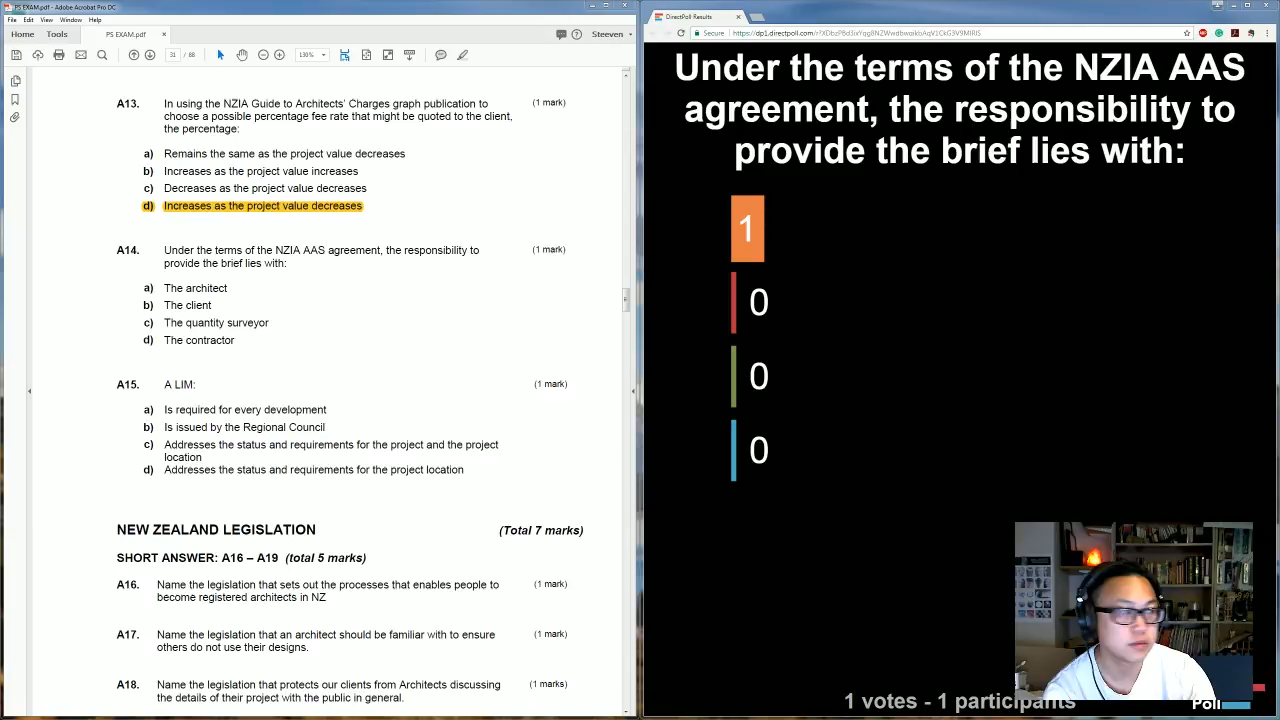 PS EXAM.pdf - Adobe Acrobat Pro DC
File Edit View Window Help
Home Tools PS EXAM.pdf × Steeven
31 / 88 130%
A13. In using the NZIA Guide to Architects' Charges graph publication to (1 mark)
choose a possible percentage fee rate that might be quoted to the client,
the percentage:
a) Remains the same as the project value decreases
b) Increases as the project value increases
c) Decreases as the project value decreases
d) Increases as the project value decreases
A14. Under the terms of the NZIA AAS agreement, the responsibility to (1 mark)
provide the brief lies with:
a) The architect
b) The client
c) The quantity surveyor
d) The contractor
A15. A LIM: (1 mark)
a) Is required for every development
b) Is issued by the Regional Council
c) Addresses the status and requirements for the project and the project
location
d) Addresses the status and requirements for the project location
NEW ZEALAND LEGISLATION (Total 7 marks)
SHORT ANSWER: A16 – A19 (total 5 marks)
A16. Name the legislation that sets out the processes that enables people to (1 mark)
become registered architects in NZ
A17. Name the legislation that an architect should be familiar with to ensure (1 mark)
others do not use their designs.
A18. Name the legislation that protects our clients from Architects discussing (1 marks)
the details of their project with the public in general.
DirectPoll Results
Secure
Under the terms of the NZIA AAS
agreement, the responsibility to
provide the brief lies with:
1
0
0
0
1 votes - 1 participants
Poll